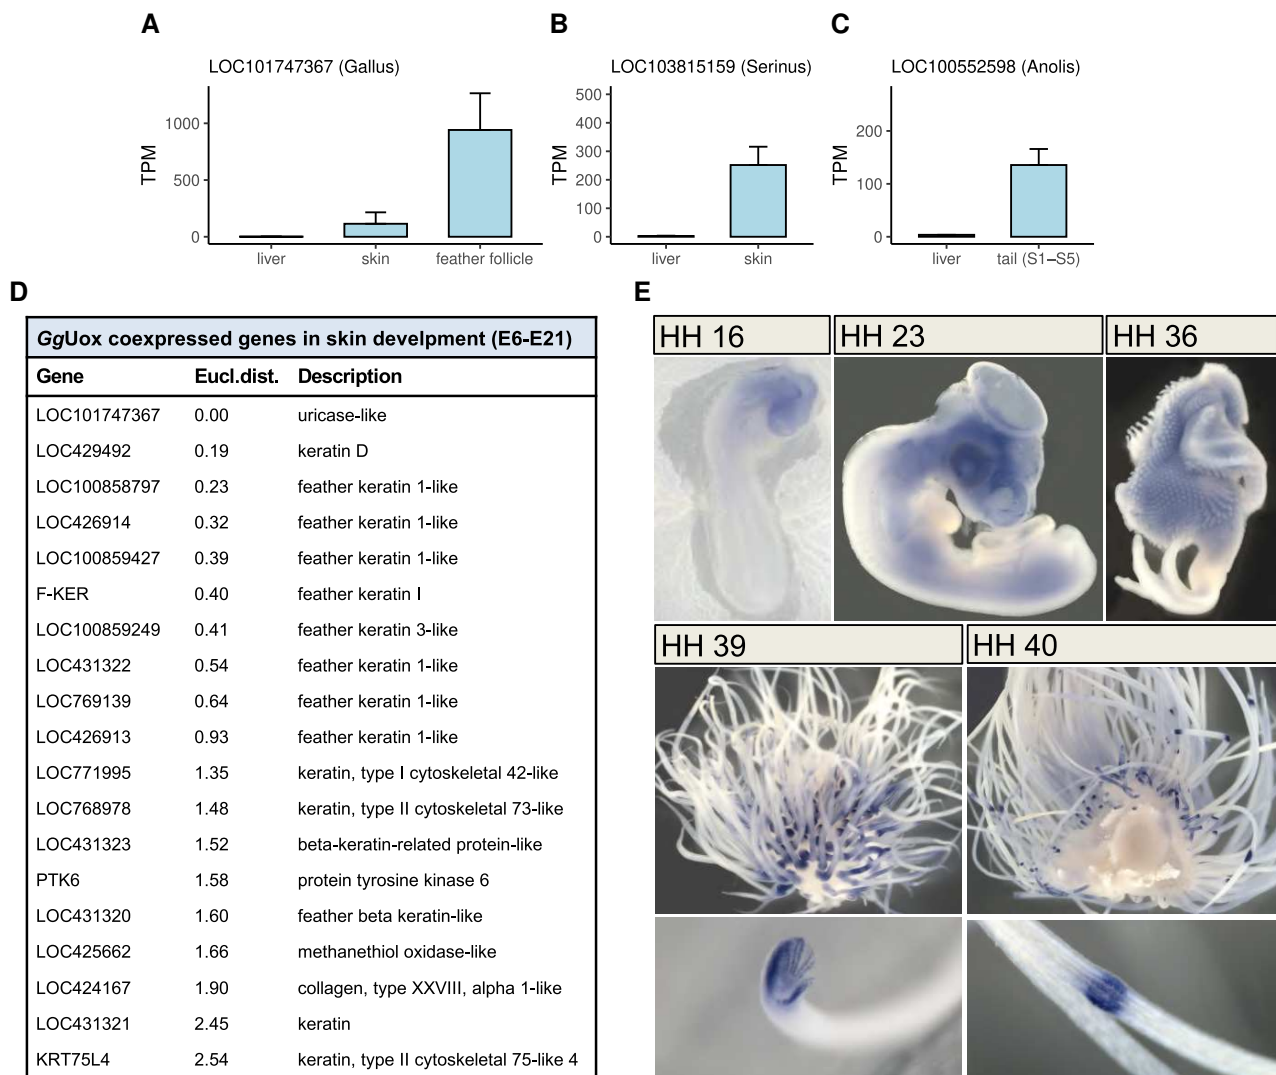 A
B
C
LOC101747367 (Gallus)
LOC103815159 (Serinus)
LOC100552598 (Anolis)
TPM
1000
500
0
liver
skin
feather follicle
TPM
500
400
300
200
100
0
liver
skin
TPM
200
100
0
liver
tail (S1–S5)
D
GgUox coexpressed genes in skin develpment (E6-E21)
Gene Eucl.dist. Description
LOC101747367 0.00 uricase-like
LOC429492 0.19 keratin D
LOC100858797 0.23 feather keratin 1-like
LOC426914 0.32 feather keratin 1-like
LOC100859427 0.39 feather keratin 1-like
F-KER 0.40 feather keratin I
LOC100859249 0.41 feather keratin 3-like
LOC431322 0.54 feather keratin 1-like
LOC769139 0.64 feather keratin 1-like
LOC426913 0.93 feather keratin 1-like
LOC771995 1.35 keratin, type I cytoskeletal 42-like
LOC768978 1.48 keratin, type II cytoskeletal 73-like
LOC431323 1.52 beta-keratin-related protein-like
PTK6 1.58 protein tyrosine kinase 6
LOC431320 1.60 feather beta keratin-like
LOC425662 1.66 methanethiol oxidase-like
LOC424167 1.90 collagen, type XXVIII, alpha 1-like
LOC431321 2.45 keratin
KRT75L4 2.54 keratin, type II cytoskeletal 75-like 4
E
HH 16
HH 23
HH 36
HH 39
HH 40